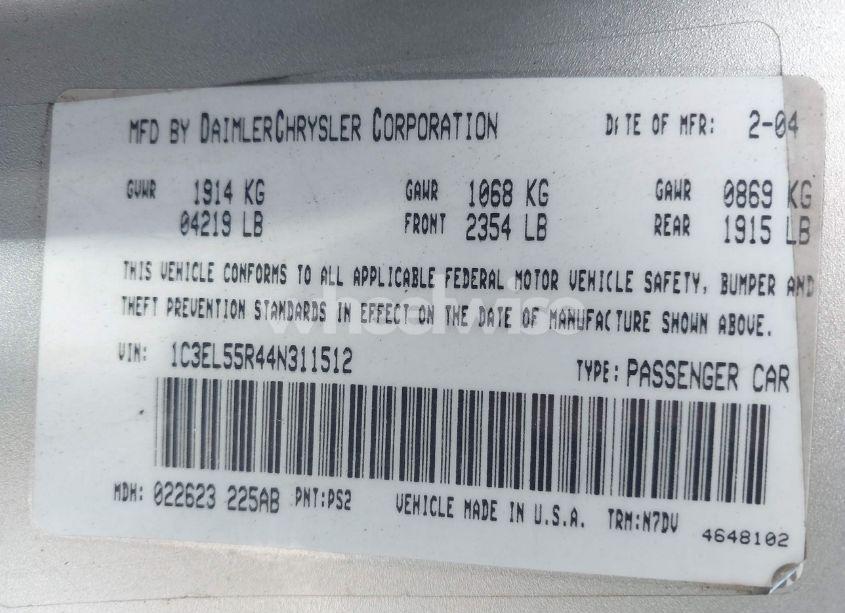 MFD BY DAIMLERCHRYSLER CORPORATION DATE OF MFR: 2-04
GVWR 1914 KG GAWR 1068 KG GAWR 0869 KG
04219 LB FRONT 2354 LB REAR 1915 LB
THIS VEHICLE CONFORMS TO ALL APPLICABLE FEDERAL MOTOR VEHICLE SAFETY, BUMPER AND
THEFT PREVENTION STANDARDS IN EFFECT ON THE DATE OF MANUFACTURE SHOWN ABOVE.
wheelwise
VIN: 1C3EL55R44N311512 TYPE: PASSENGER CAR
MDH: 022623 225AB PNT:PS2 VEHICLE MADE IN U.S.A. TRM:N7DV 4648102